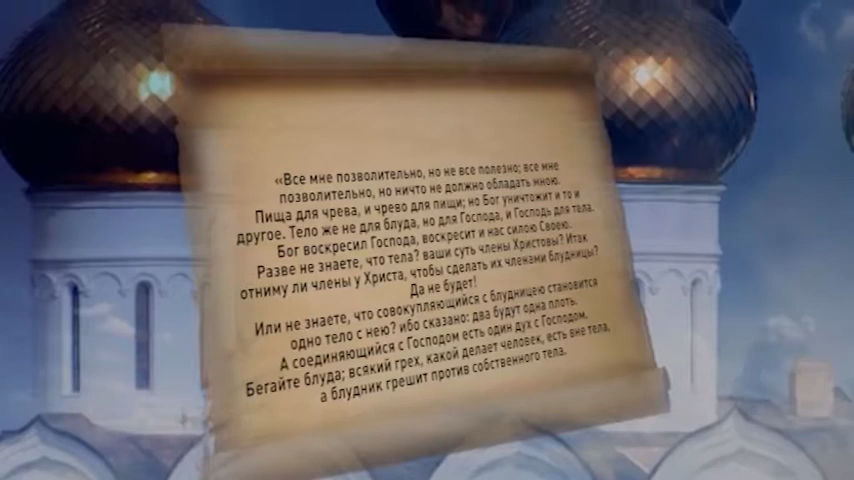 «Все мне позволительно, но не все полезно; все мне
позволительно, но ничто не должно обладать мною.
Пища для чрева, и чрево для пищи; но Бог уничтожит и то и
другое. Тело же не для блуда, но для Господа, и Господь для тела.
Бог воскресил Господа, воскресит и нас силою Своею.
Разве не знаете, что тела? ваши суть члены Христовы? Итак
отниму ли члены у Христа, чтобы сделать их членами блудницы?
Да не будет!
Или не знаете, что совокупляющийся с блудницею становится
одно тело с нею? ибо сказано: два будут одна плоть.
А соединяющийся с Господом есть один дух с Господом.
Бегайте блуда; всякий грех, какой делает человек, есть вне тела,
а блудник грешит против собственного тела.